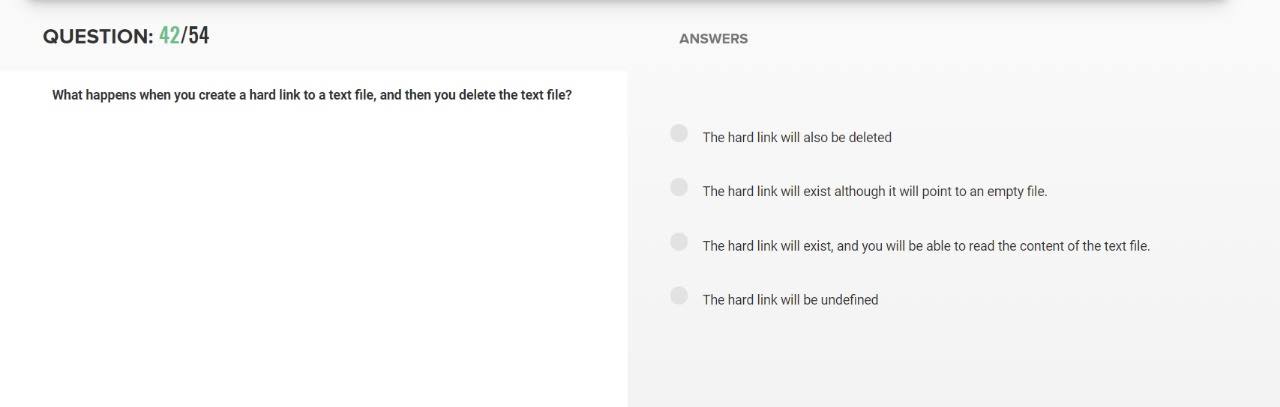 QUESTION: 42/54
ANSWERS
What happens when you create a hard link to a text file, and then you delete the text file?
The hard link will also be deleted
The hard link will exist although it will point to an empty file.
The hard link will exist, and you will be able to read the content of the text file.
The hard link will be undefined